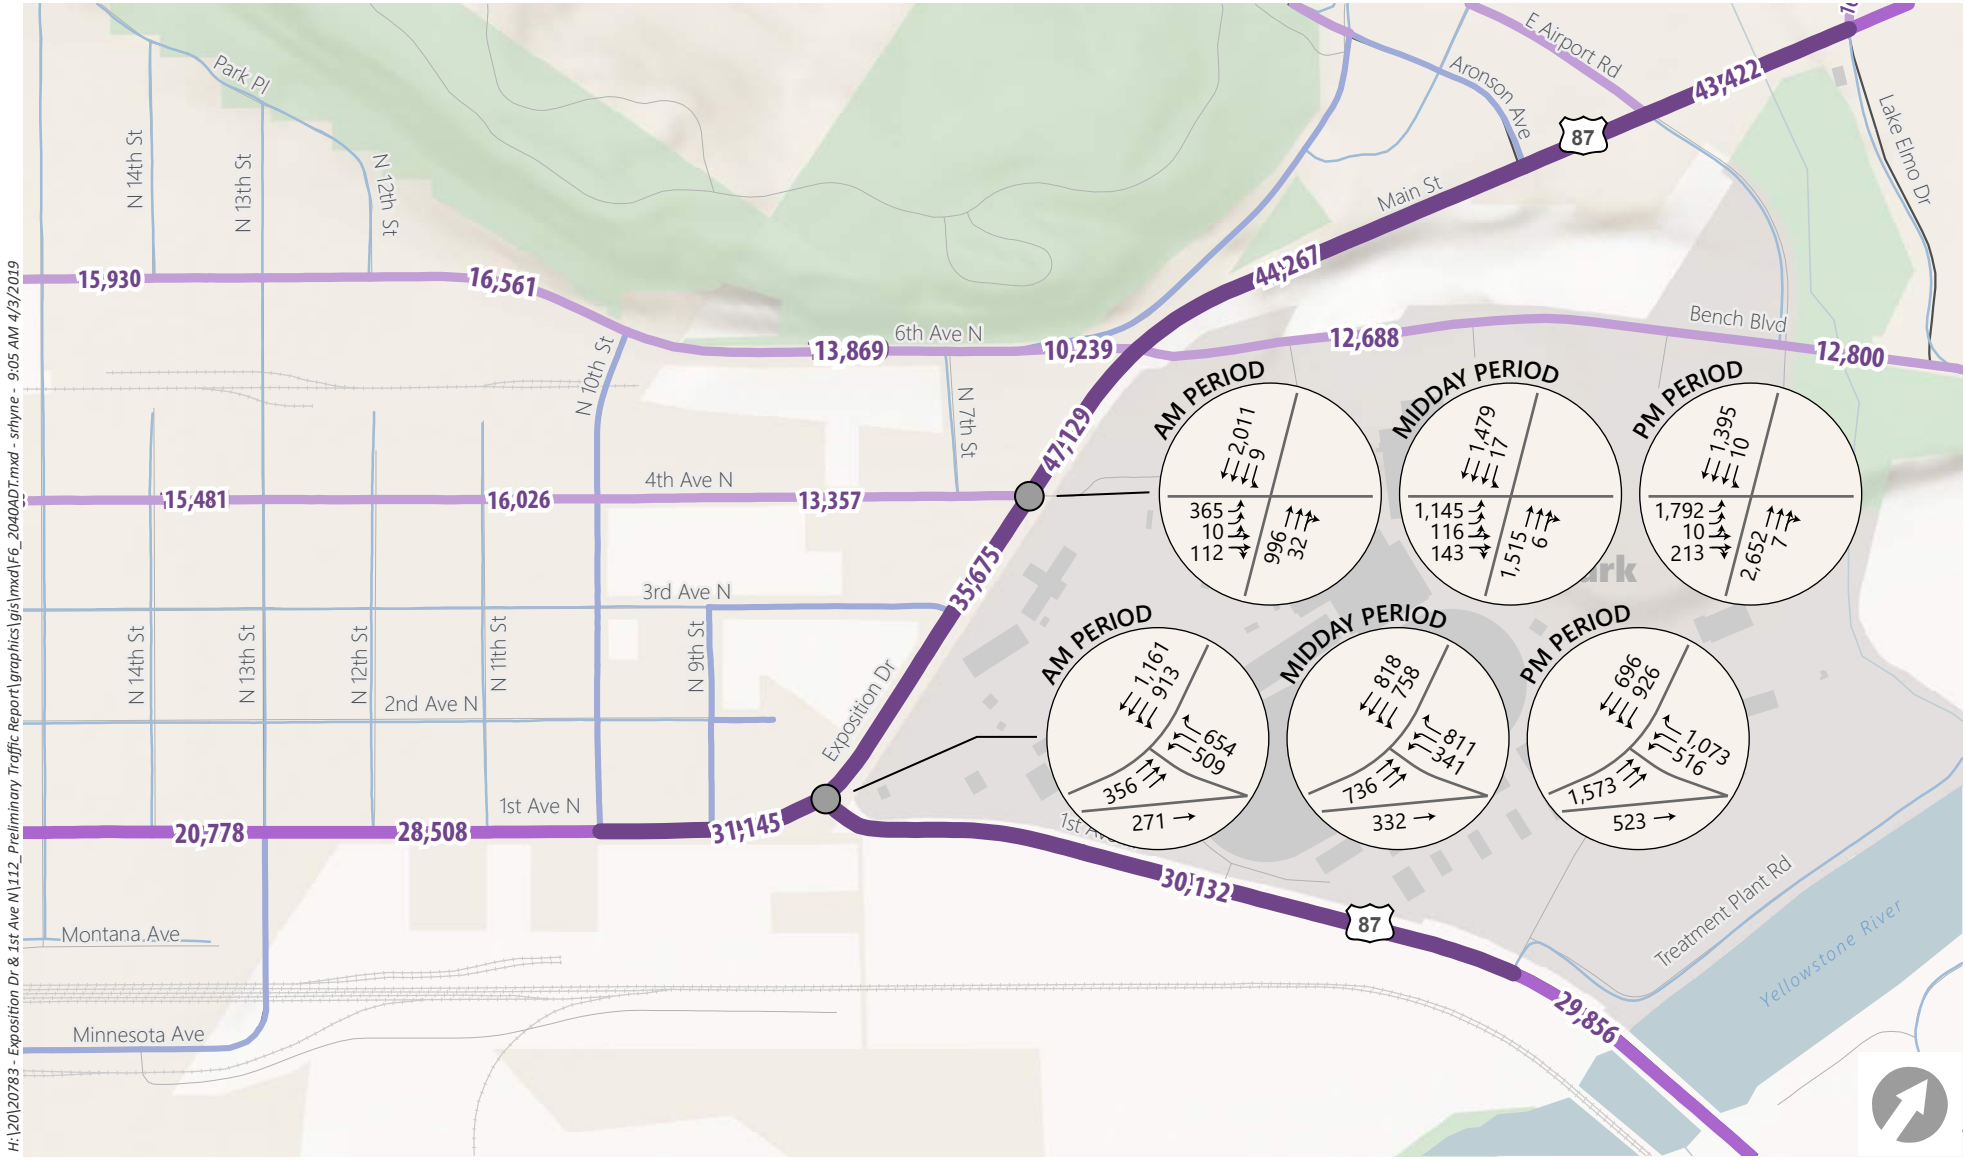 H:\20\20783 - Exposition Dr & 1st Ave N\112_Preliminary Traffic Report\graphics\gis\mxd\F6_2040ADT.mxd - srhyne - 9:05 AM 4/3/2019
E Airport Rd
Aronson Ave
43,422
87
Lake Elmo Dr
Park Pl
N 14th St
N 13th St
N 12th St
Main St
44,267
15,930
16,561
6th Ave N
13,869
10,239
12,688
Bench Blvd
12,800
N 10th St
N 7th St
47,129
AM PERIOD
2,011
9
365
10
112
996
32
MIDDAY PERIOD
1,479
17
1,145
116
143
1,515
6
PM PERIOD
1,395
10
1,792
10
213
2,652
7
4th Ave N
15,481
16,026
13,357
35,675
3rd Ave N
N 14th St
N 13th St
N 12th St
N 11th St
N 9th St
2nd Ave N
Exposition Dr
AM PERIOD
1,161
913
654
509
356
271
MIDDAY PERIOD
818
758
811
341
736
332
PM PERIOD
696
926
1,073
516
1,573
523
1st Ave N
20,778
28,508
31,145
1st
30,132
87
Treatment Plant Rd
Yellowstone River
29,856
Montana Ave
Minnesota Ave